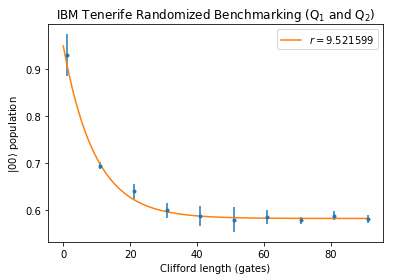 IBM Tenerife Randomized Benchmarking (Q₁ and Q₂)
r = 9.521599
0.9
0.8
0.7
0.6
|00⟩ population
0 20 40 60 80
Clifford length (gates)